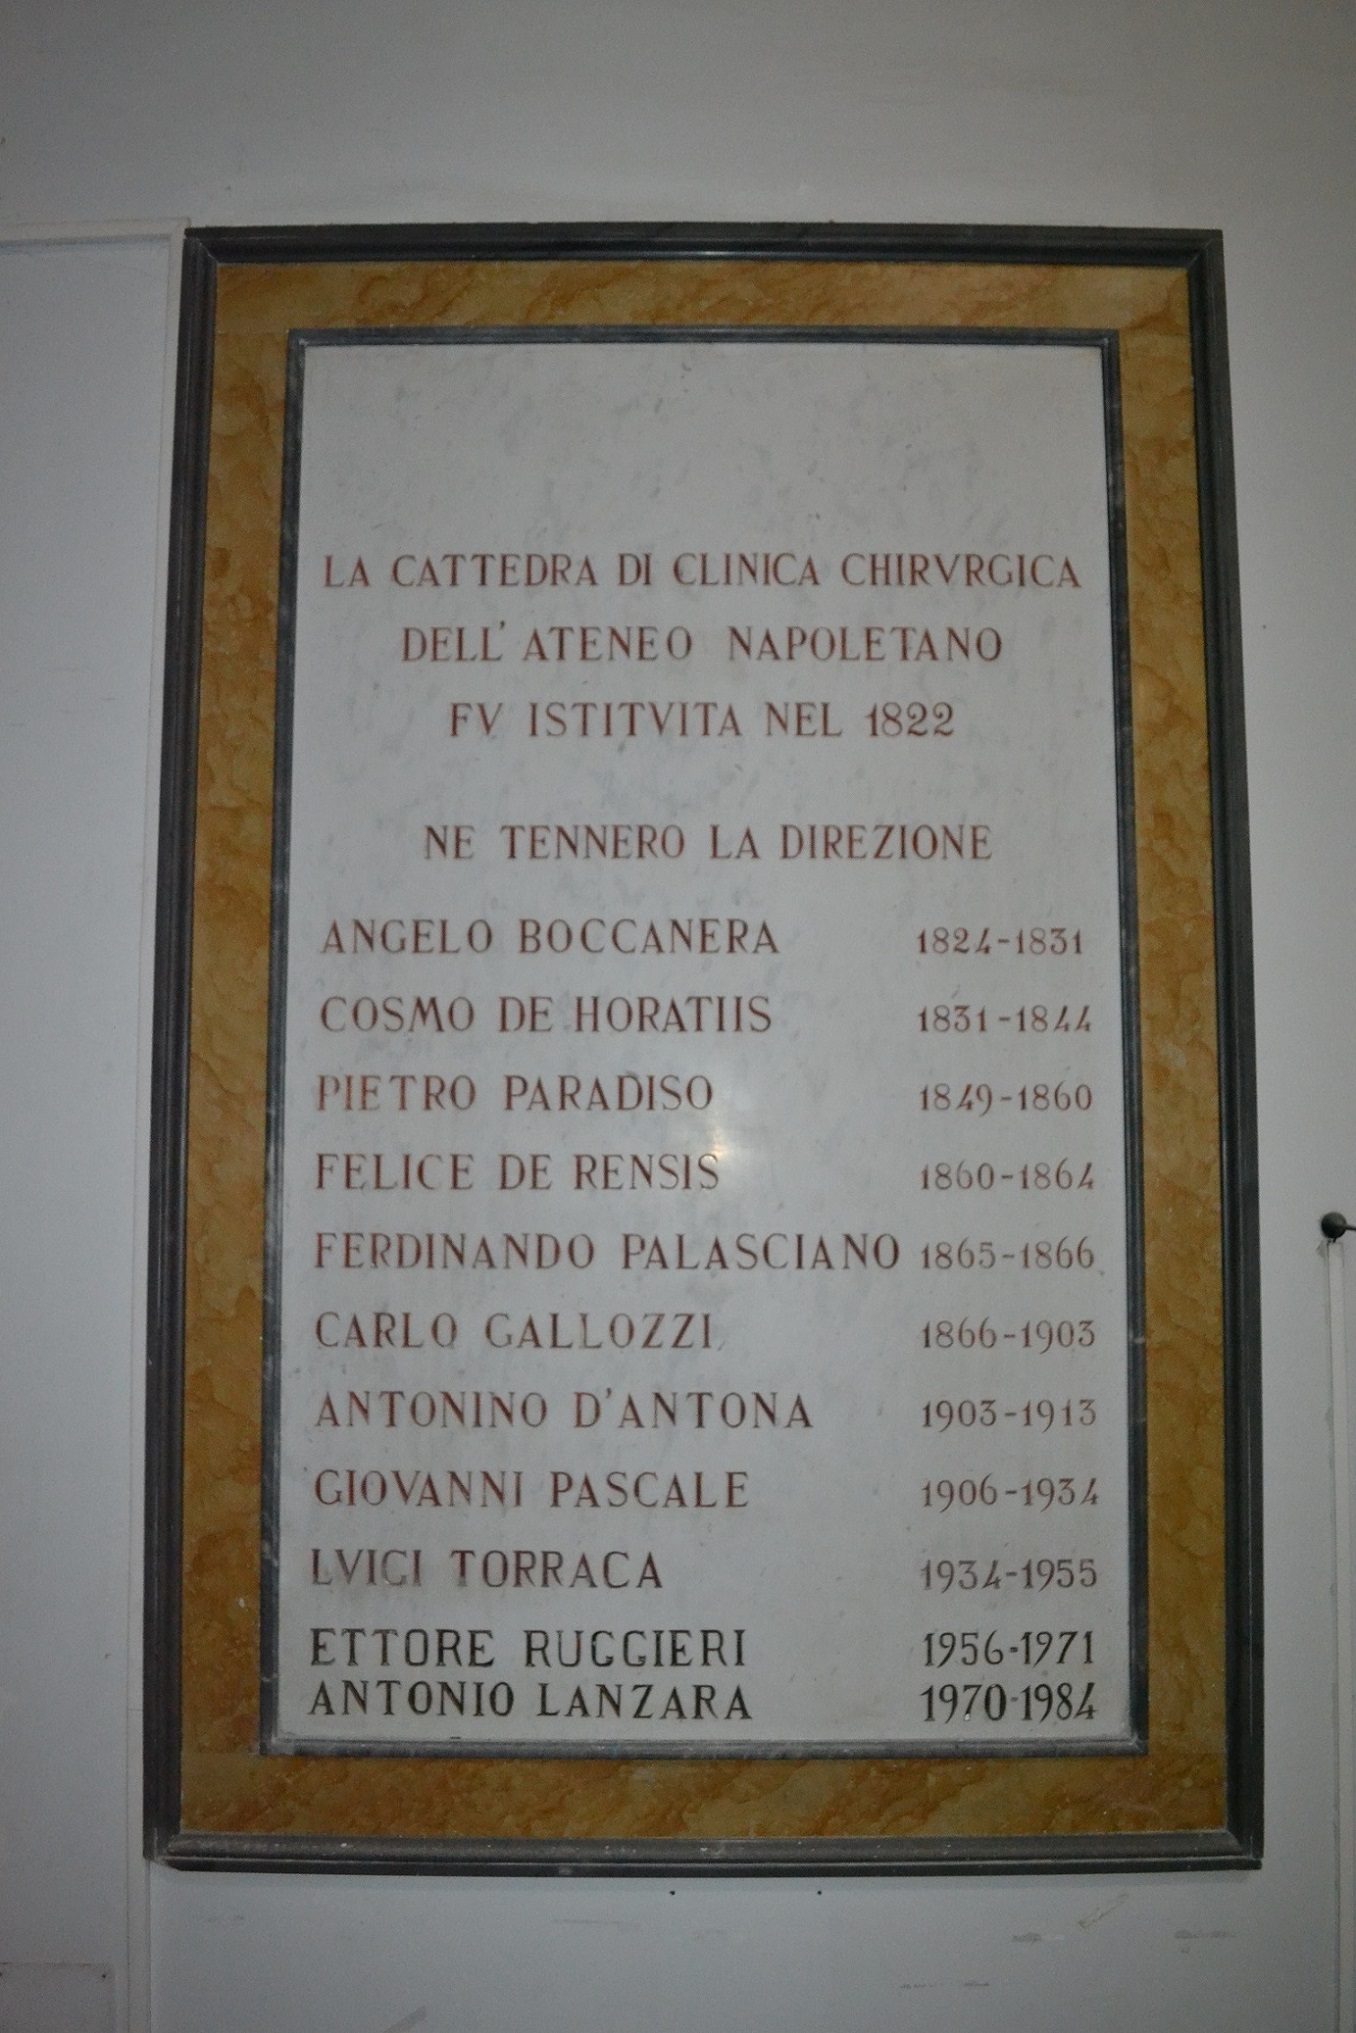 LA CATTEDRA DI CLINICA CHIRVRGICA
DELL' ATENEO NAPOLETANO
FV ISTITVITA NEL 1822
NE TENNERO LA DIREZIONE
ANGELO BOCCANERA 1824-1831
COSMO DE HORATIIS 1831-1844
PIETRO PARADISO 1849-1860
FELICE DE RENSIS 1860-1864
FERDINANDO PALASCIANO 1865-1866
CARLO GALLOZZI 1866-1903
ANTONINO D'ANTONA 1903-1913
GIOVANNI PASCALE 1906-1934
LVIGI TORRACA 1934-1955
ETTORE RUGGIERI 1956-1971
ANTONIO LANZARA 1970-1984